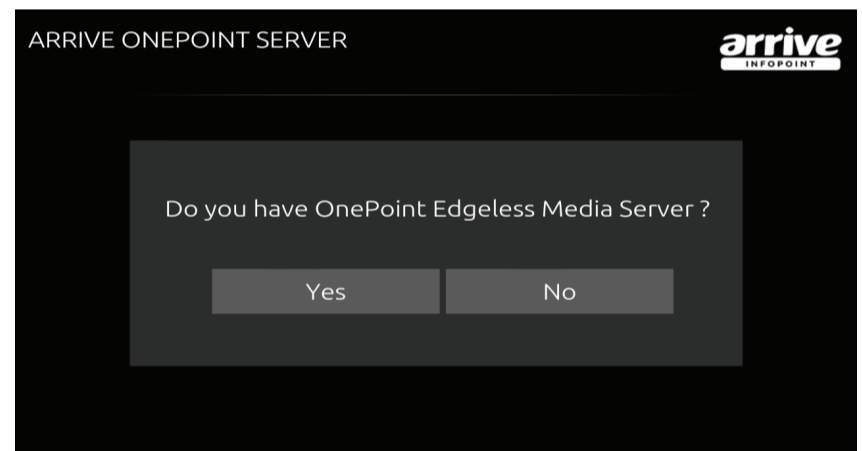 ARRIVE ONEPOINT SERVER
arrive
INFOPOINT
Do you have OnePoint Edgeless Media Server ?
Yes
No